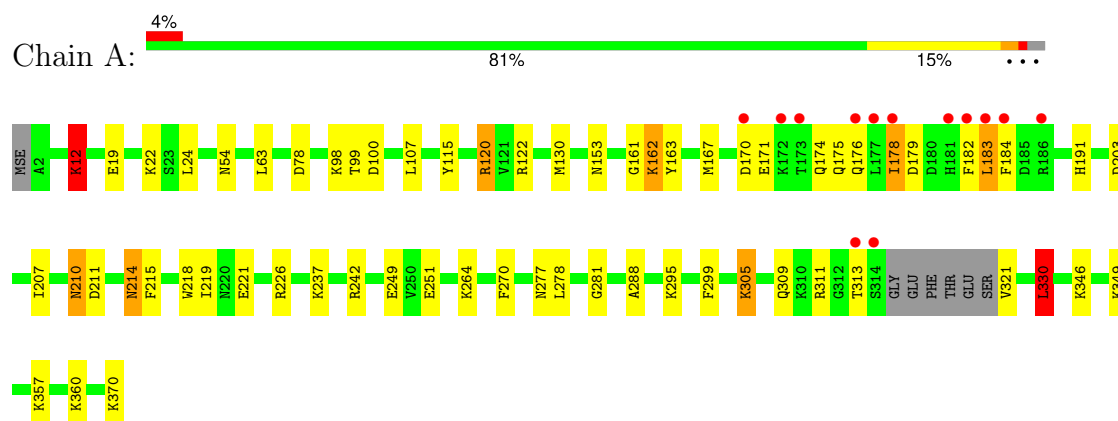 4%
Chain A:
81% 15% • • •
MSE A2 K12 E19 K22 S23 L24 N54 L63 D78 K98 T99 D100 L107 Y115 R120 V121 R122 M130 N153 G161 K162 Y163 M167 D170 E171 K172 T173 Q174 Q175 Q176 L177 I178 D179 D180 H181 F182 L183 F184 D185 R186 H191
I207 N210 D211 N214 F215 W218 I219 N220 E221 R226 K237 R242 E249 V250 E251 K264 F270 N277 L278 G281 A288 K295 F299 K305 Q309 K310 R311 G312 T313 S314 GLY GLU PHE THR GLU SER V321 L330 K346
K357 K360 K370